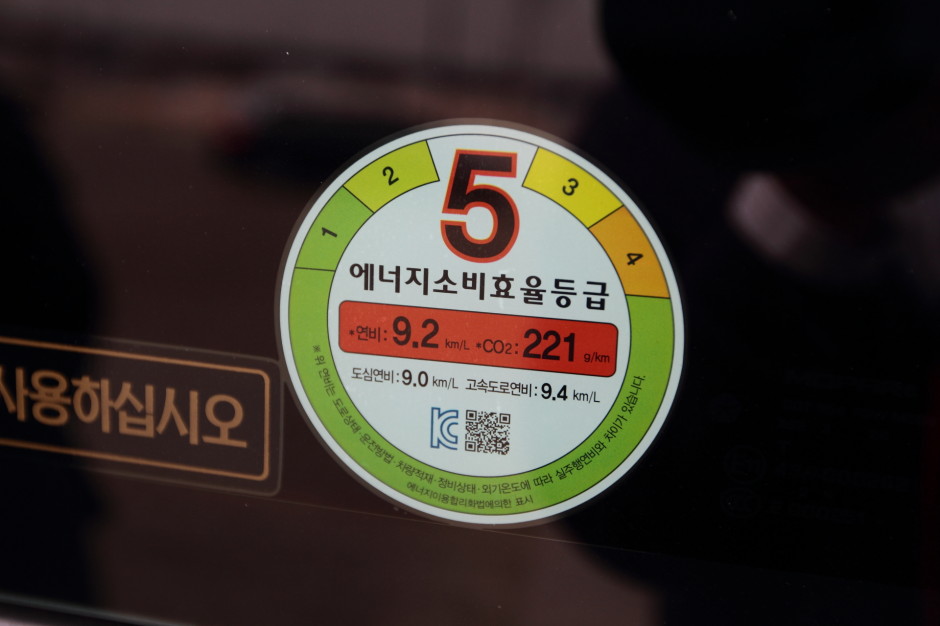 1
2
5
3
4
에너지소비효율등급
*연비: 9.2 km/L *CO2: 221 g/km
도심연비: 9.0 km/L 고속도로연비: 9.4 km/L
KC
※ 위 연비는 도로상태·운전방법·차량적재·정비상태·외기온도에 따라 실주행연비와 차이가 있습니다.
에너지이용합리화법에의한 표시
사용하십시오